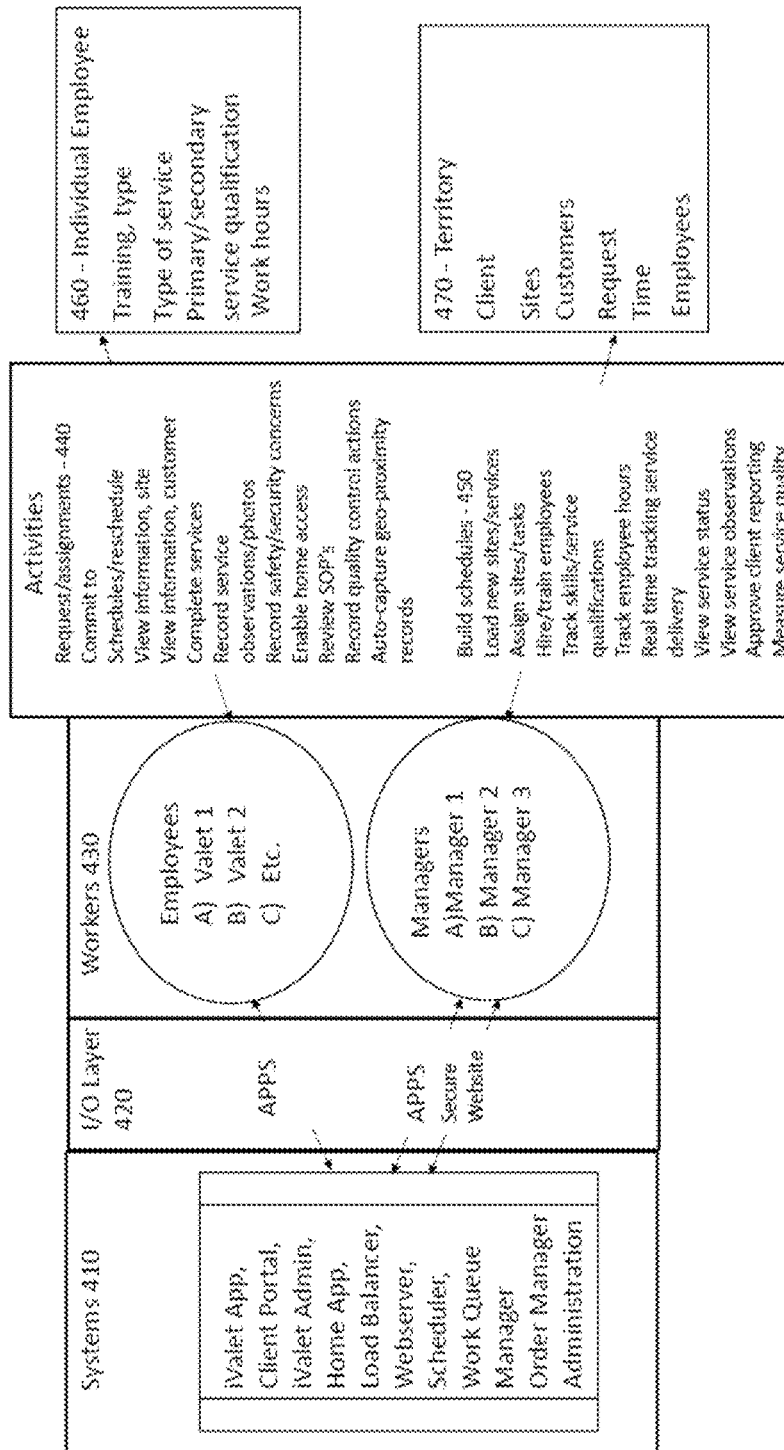 Systems 410
iValet App,
Client Portal,
iValet Admin,
Home App,
Load Balancer,
Webserver,
Scheduler,
Work Queue
Manager
Order Manager
Administration
I/O Layer
420
APPS
APPS
Secure
Website
Workers 430
Employees
A) Valet 1
B) Valet 2
C) Etc.
Managers
A)Manager 1
B) Manager 2
C) Manager 3
Activities
Request/assignments - 440
Commit to
Schedules/reschedule
View information, site
View information, customer
Complete services
Record service
observations/photos
Record safety/security concerns
Enable home access
Review SOP's
Record quality control actions
Auto-capture geo-proximity
records
Build schedules - 450
Load new sites/services
Assign sites/tasks
Hire/train employees
Track skills/service
qualifications
Track employee hours
Real time tracking service
delivery
View service status
View service observations
Approve client reporting
Measure service quality
460 - Individual Employee
Training, type
Type of service
Primary/secondary
service qualification
Work hours
470 - Territory
Client
Sites
Customers
Request
Time
Employees